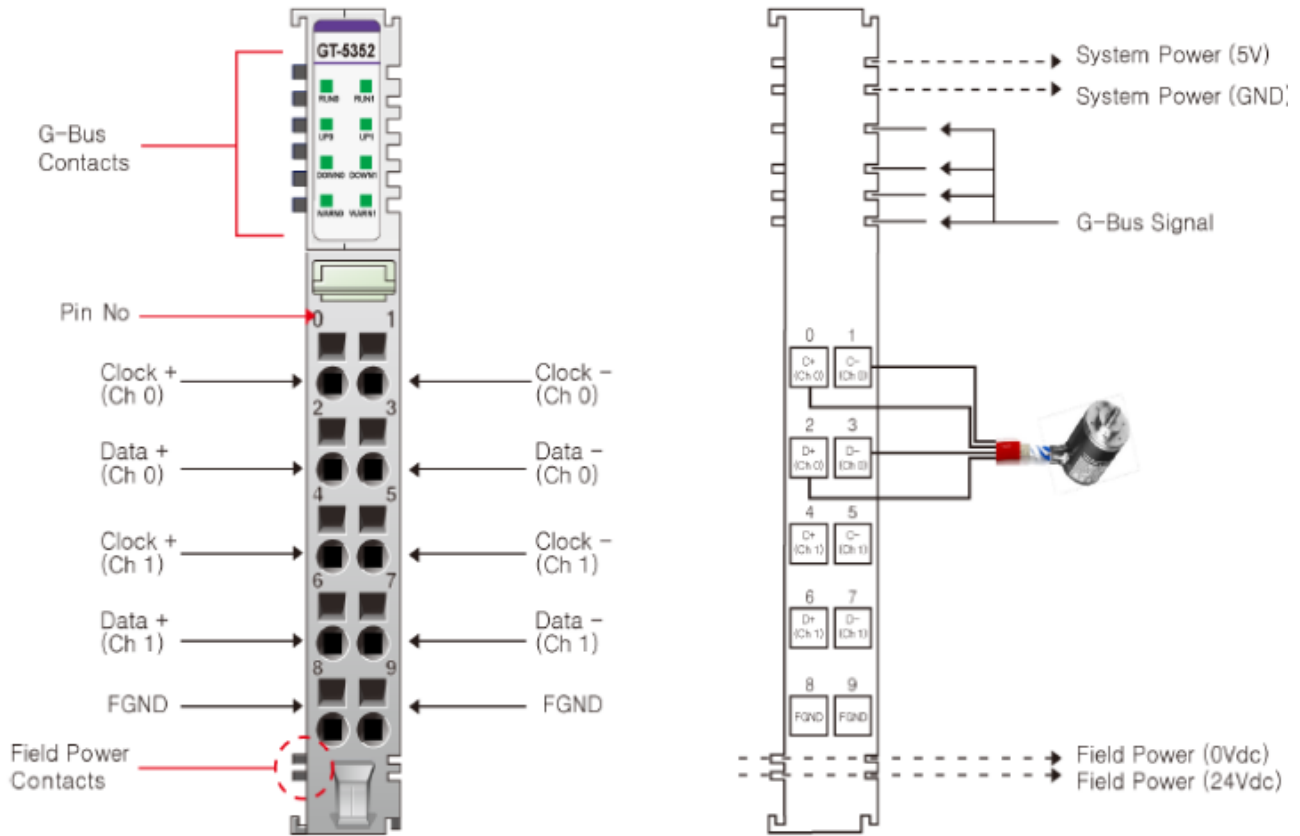 GT-5352
RUN0 RUN1
UP0 UP1
DOWN0 DOWN1
WARN0 WARN1
G-Bus
Contacts
Pin No
0 1
Clock +
(Ch 0)
Clock -
(Ch 0)
2 3
Data +
(Ch 0)
Data -
(Ch 0)
4 5
Clock +
(Ch 1)
Clock -
(Ch 1)
6 7
Data +
(Ch 1)
Data -
(Ch 1)
8 9
FGND
FGND
Field Power
Contacts
System Power (5V)
System Power (GND)
G-Bus Signal
0 1
C+
(Ch 0)
C-
(Ch 0)
2 3
D+
(Ch 0)
D-
(Ch 0)
4 5
C+
(Ch 1)
C-
(Ch 1)
6 7
D+
(Ch 1)
D-
(Ch 1)
8 9
FGND
FGND
Field Power (0Vdc)
Field Power (24Vdc)